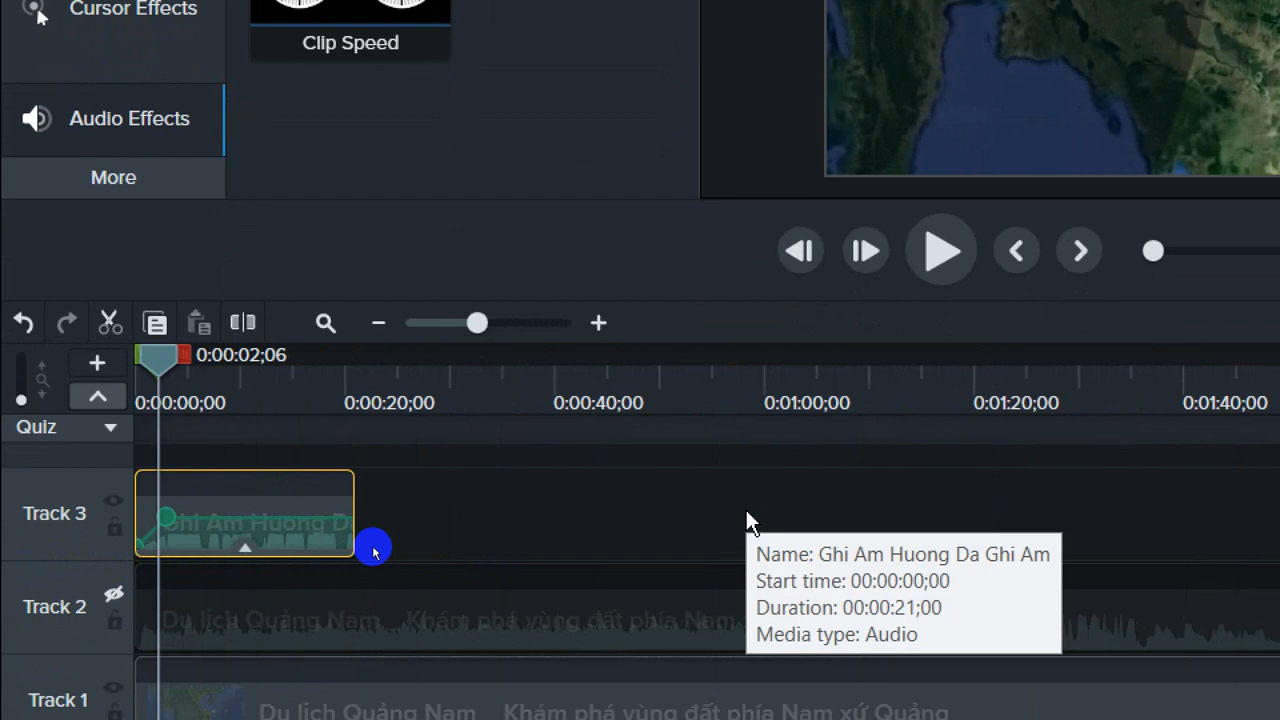 Cursor Effects
Clip Speed
Audio Effects
More
0:00:02;06
0:00:00;00
0:00:20;00
0:00:40;00
0:01:00;00
0:01:20;00
0:01:40;00
Quiz
Track 3
Ghi Am Huong D
Name: Ghi Am Huong Da Ghi Am
Start time: 00:00:00;00
Duration: 00:00:21;00
Media type: Audio
Track 2
Du lich Quảng Nam _ Khám phá vùng đất phía Nam
Track 1
Du lich Quảng Nam _ Khám phá vùng đất phía Nam xứ Quảng